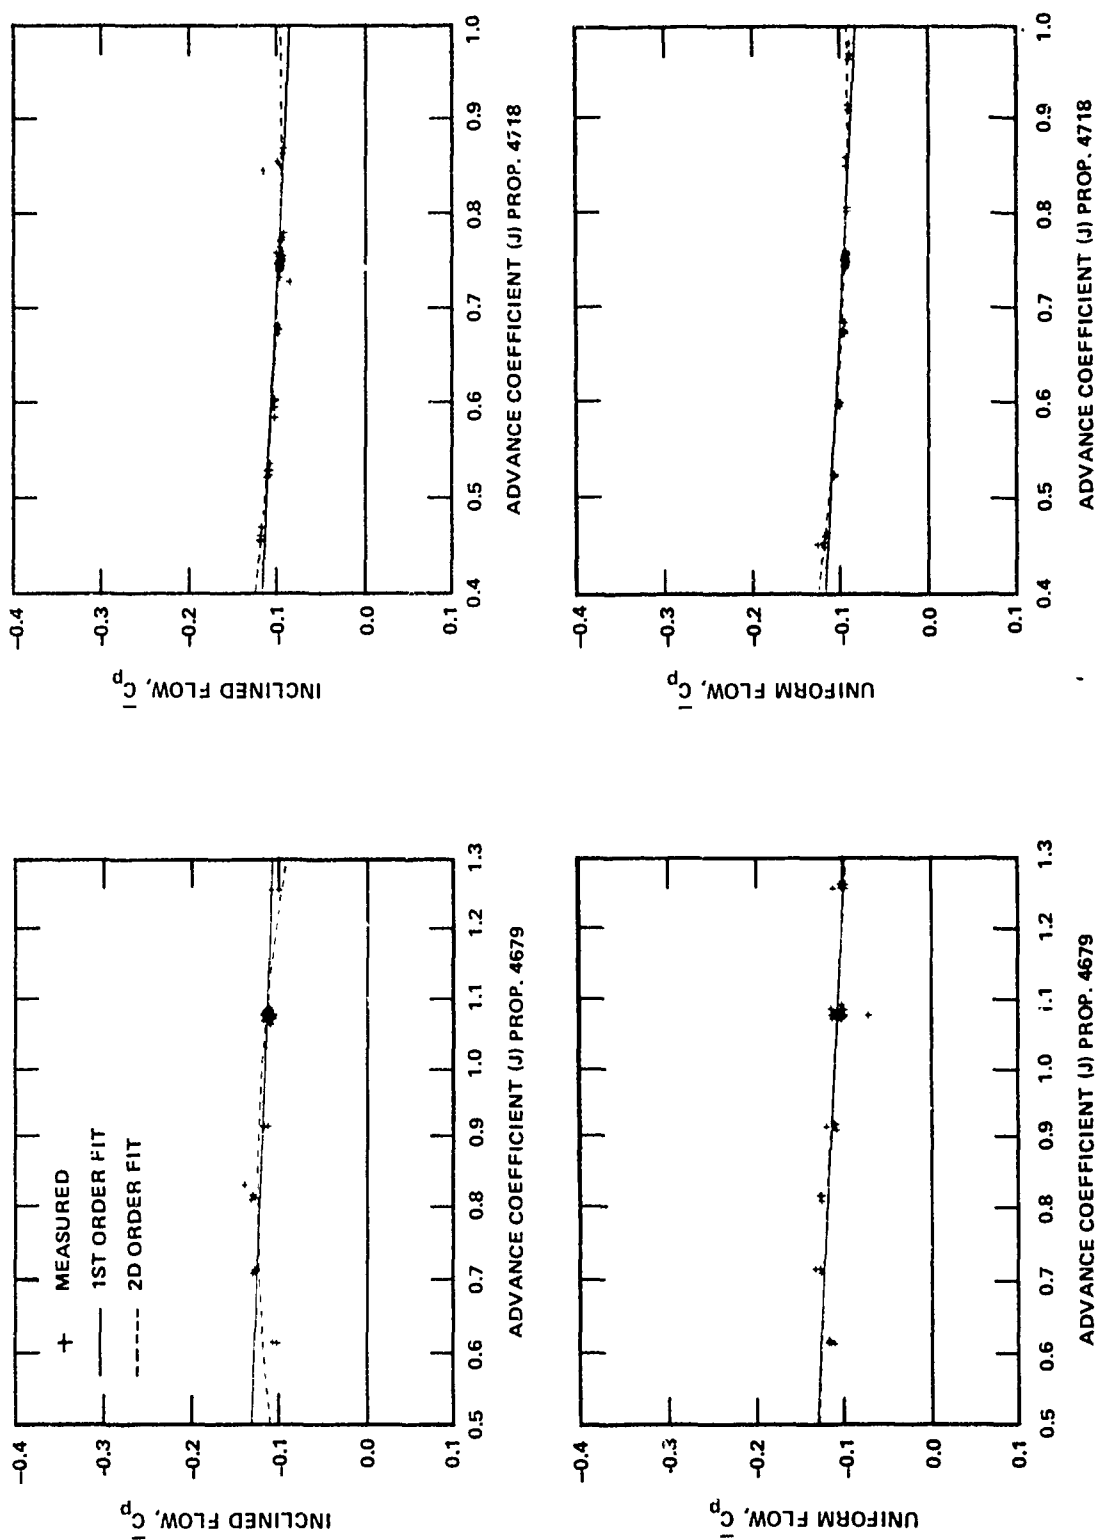 INCLINED FLOW, C̅p
-0.4
-0.3
-0.2
-0.1
0.0
0.1
+ MEASURED
1ST ORDER FIT
2D ORDER FIT
0.5 0.6 0.7 0.8 0.9 1.0 1.1 1.2 1.3
ADVANCE COEFFICIENT (J) PROP. 4679
INCLINED FLOW, C̅p
-0.4
-0.3
-0.2
-0.1
0.0
0.1
0.4 0.5 0.6 0.7 0.8 0.9 1.0
ADVANCE COEFFICIENT (J) PROP. 4718
UNIFORM FLOW, C̅p
-0.4
-0.3
-0.2
-0.1
0.0
0.1
0.5 0.6 0.7 0.8 0.9 1.0 1.1 1.2 1.3
ADVANCE COEFFICIENT (J) PROP. 4679
UNIFORM FLOW, C̅p
-0.4
-0.3
-0.2
-0.1
0.0
0.1
0.4 0.5 0.6 0.7 0.8 0.9 1.0
ADVANCE COEFFICIENT (J) PROP. 4718